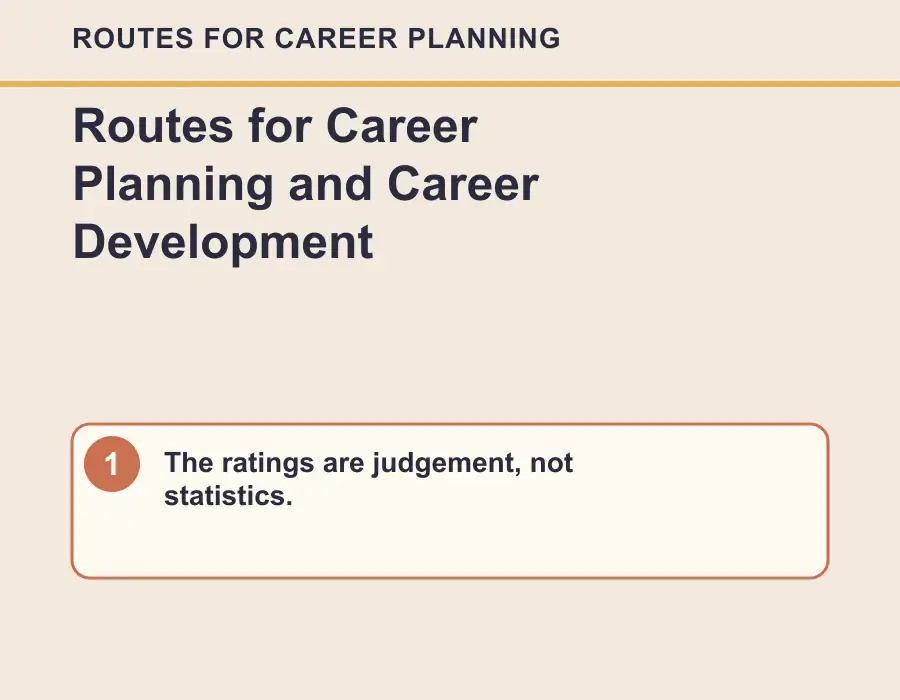 ROUTES FOR CAREER PLANNING
Routes for Career
Planning and Career
Development
1
The ratings are judgement, not
statistics.